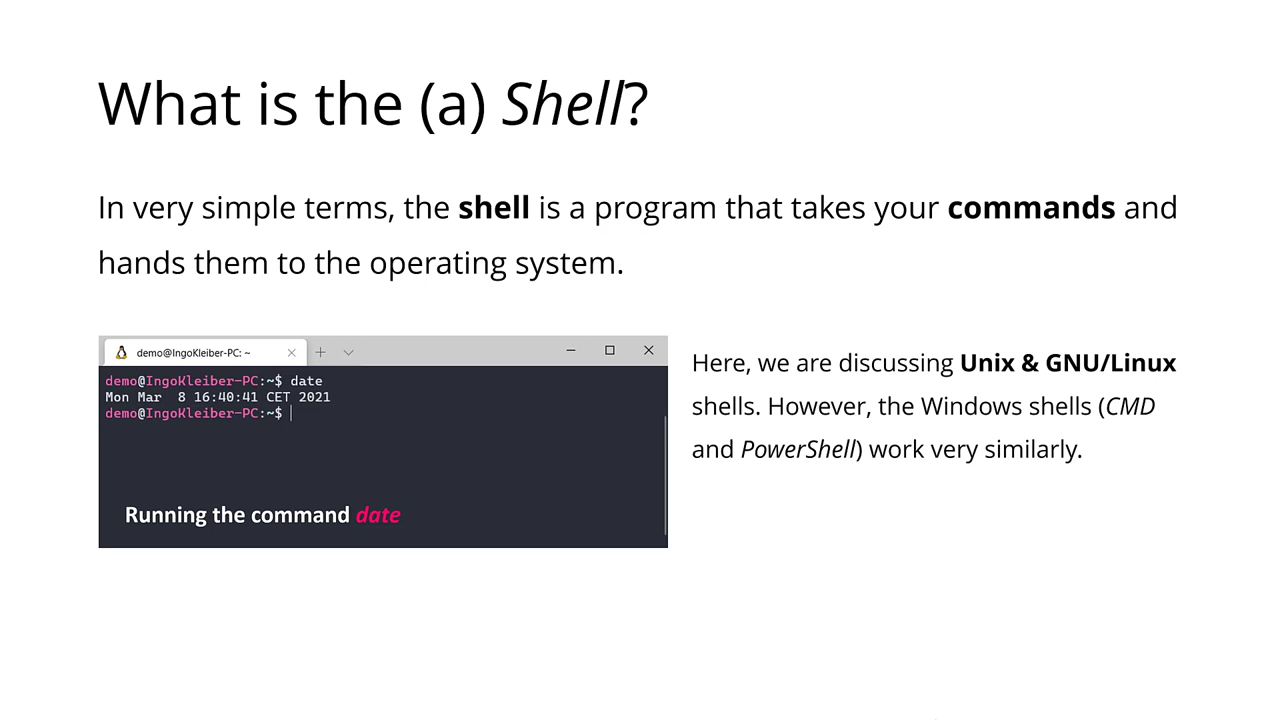 What is the (a) Shell?
In very simple terms, the shell is a program that takes your commands and
hands them to the operating system.
demo@IngoKleiber-PC: ~
demo@IngoKleiber-PC:~$ date
Mon Mar  8 16:40:41 CET 2021
demo@IngoKleiber-PC:~$
Running the command date
Here, we are discussing Unix & GNU/Linux
shells. However, the Windows shells (CMD
and PowerShell) work very similarly.